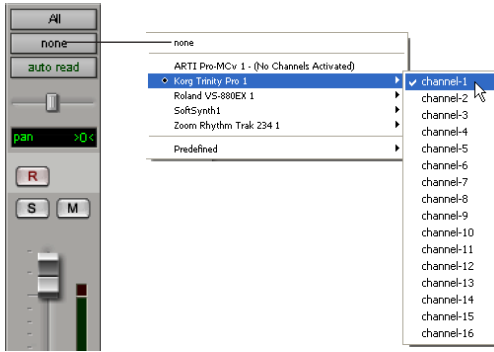 All
none
auto read
pan >0<
R
S M
none
ARTI Pro-MCv 1 - (No Channels Activated)
Korg Trinity Pro 1
Roland VS-880EX 1
SoftSynth1
Zoom Rhythm Trak 234 1
Predefined
channel-1
channel-2
channel-3
channel-4
channel-5
channel-6
channel-7
channel-8
channel-9
channel-10
channel-11
channel-12
channel-13
channel-14
channel-15
channel-16